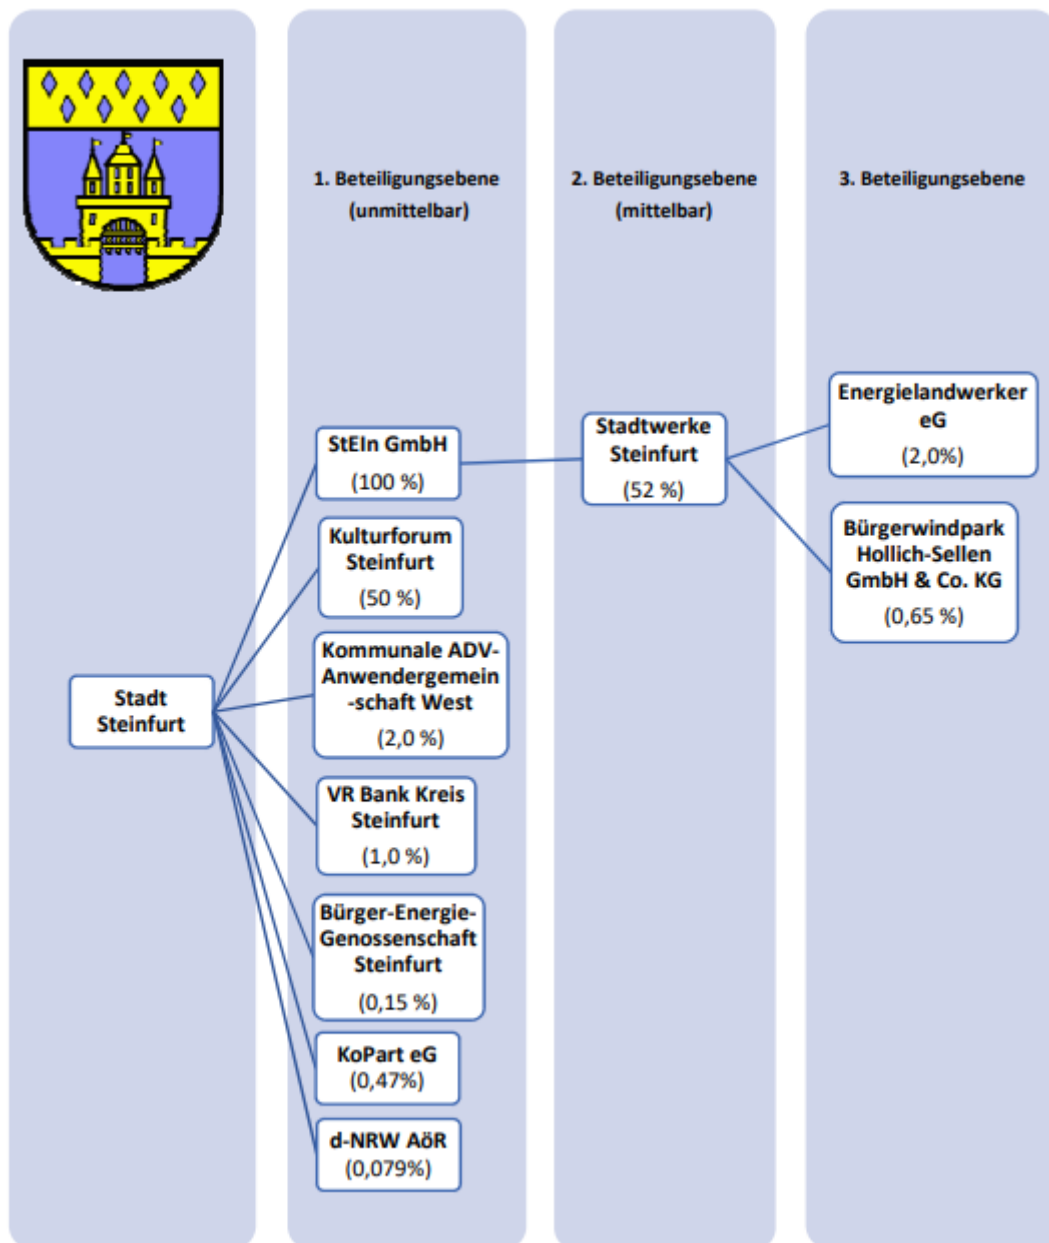 1. Beteiligungsebene
(unmittelbar)
2. Beteiligungsebene
(mittelbar)
3. Beteiligungsebene
Stadt
Steinfurt
StEIn GmbH
(100 %)
Kulturforum
Steinfurt
(50 %)
Kommunale ADV-
Anwendergemein
-schaft West
(2,0 %)
VR Bank Kreis
Steinfurt
(1,0 %)
Bürger-Energie-
Genossenschaft
Steinfurt
(0,15 %)
KoPart eG
(0,47%)
d-NRW AöR
(0,079%)
Stadtwerke
Steinfurt
(52 %)
Energielandwerker
eG
(2,0%)
Bürgerwindpark
Hollich-Sellen
GmbH & Co. KG
(0,65 %)